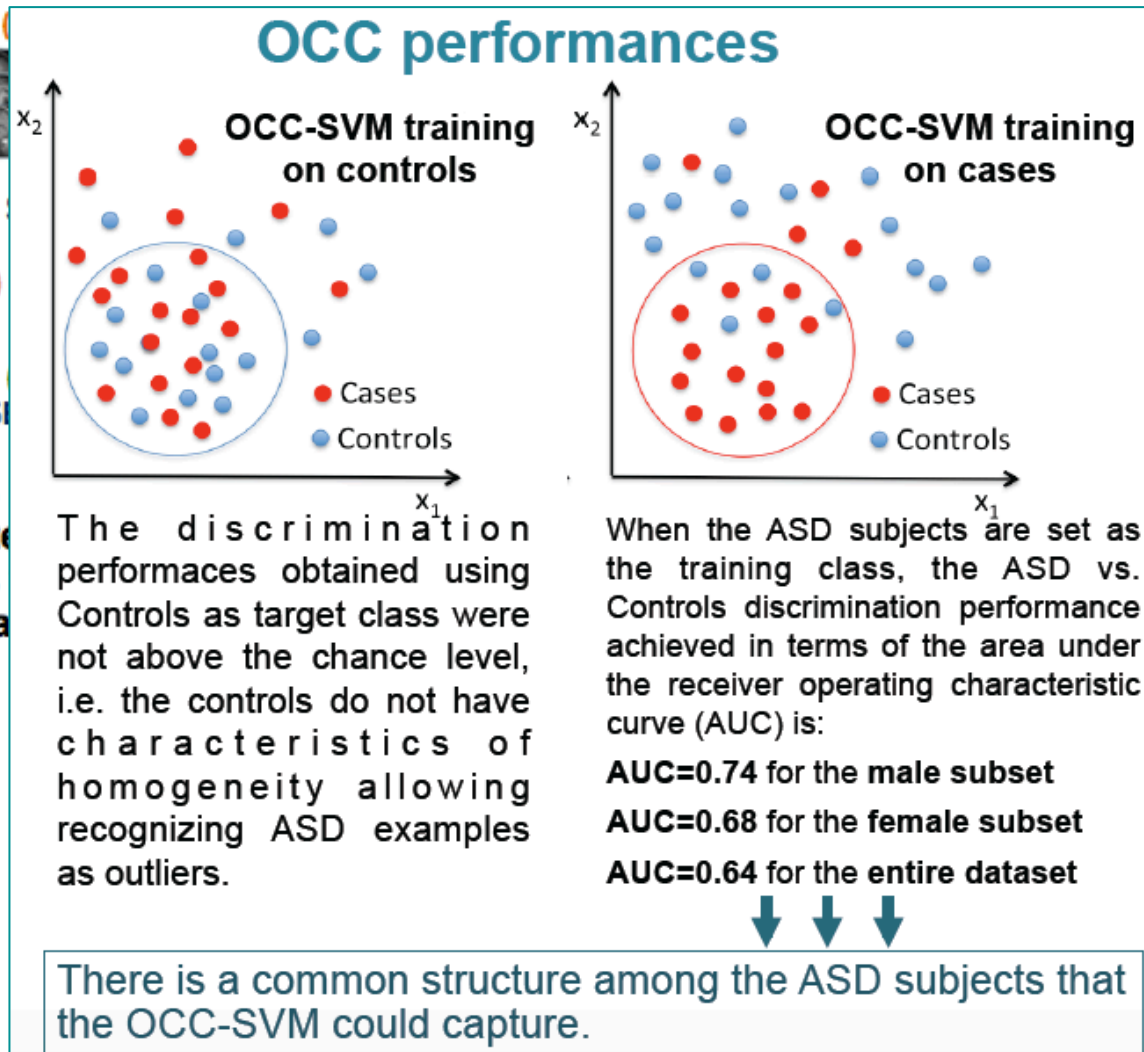 OCC performances
x2
OCC-SVM training
on controls
Cases
Controls
x1
The discrimination
performaces obtained using
Controls as target class were
not above the chance level,
i.e. the controls do not have
characteristics of
homogeneity allowing
recognizing ASD examples
as outliers.
x2
OCC-SVM training
on cases
Cases
Controls
x1
When the ASD subjects are set as
the training class, the ASD vs.
Controls discrimination performance
achieved in terms of the area under
the receiver operating characteristic
curve (AUC) is:
AUC=0.74 for the male subset
AUC=0.68 for the female subset
AUC=0.64 for the entire dataset
There is a common structure among the ASD subjects that
the OCC-SVM could capture.